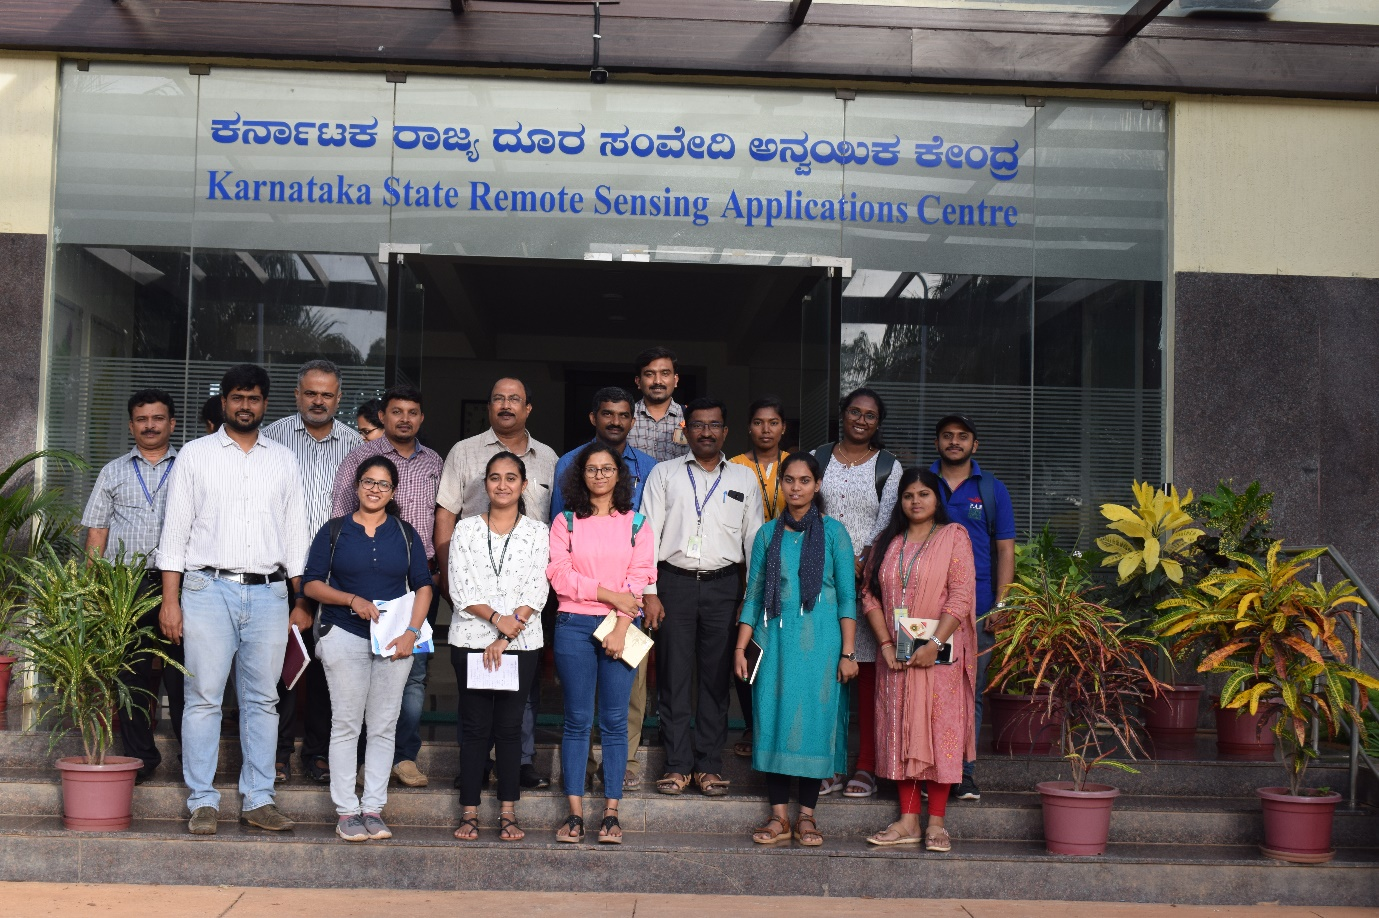 ಕರ್ನಾಟಕ ರಾಜ್ಯ ದೂರ ಸಂವೇದಿ ಅನ್ವಯಿಕ ಕೇಂದ್ರ
Karnataka State Remote Sensing Applications Centre